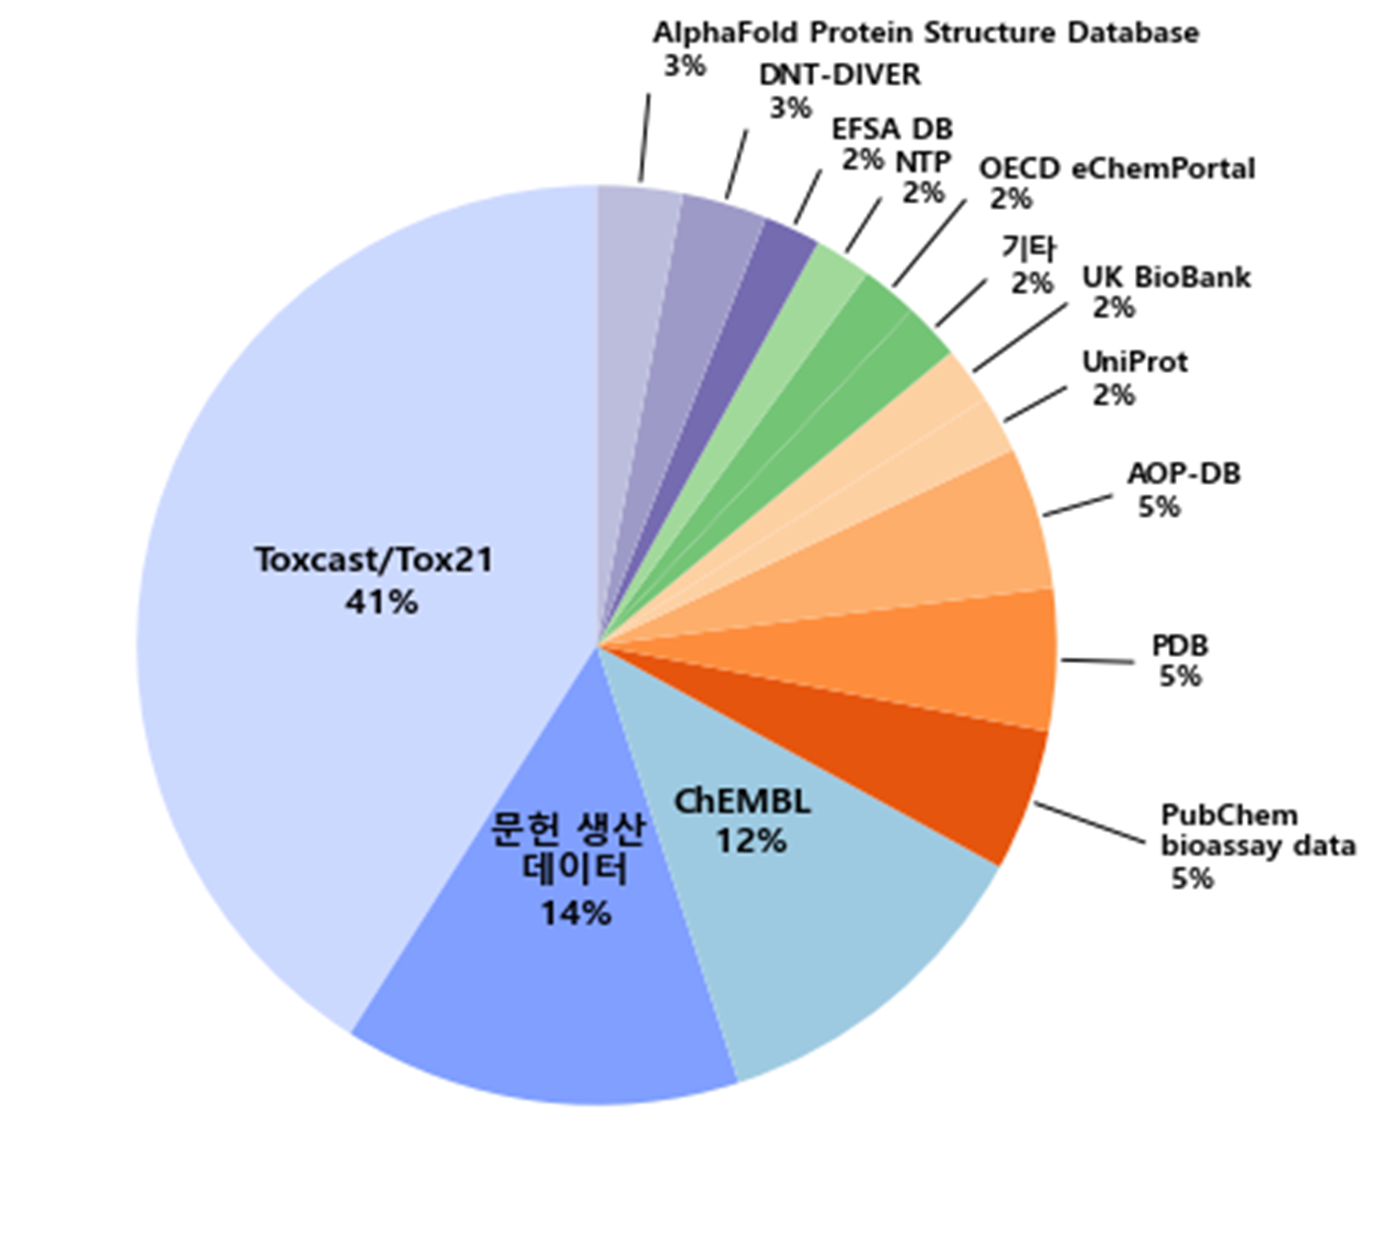 AlphaFold Protein Structure Database
3%
DNT-DIVER
3%
EFSA DB
2%
NTP
2%
OECD eChemPortal
2%
기타
2%
UK BioBank
2%
UniProt
2%
AOP-DB
5%
PDB
5%
PubChem
bioassay data
5%
ChEMBL
12%
문헌 생산
데이터
14%
Toxcast/Tox21
41%